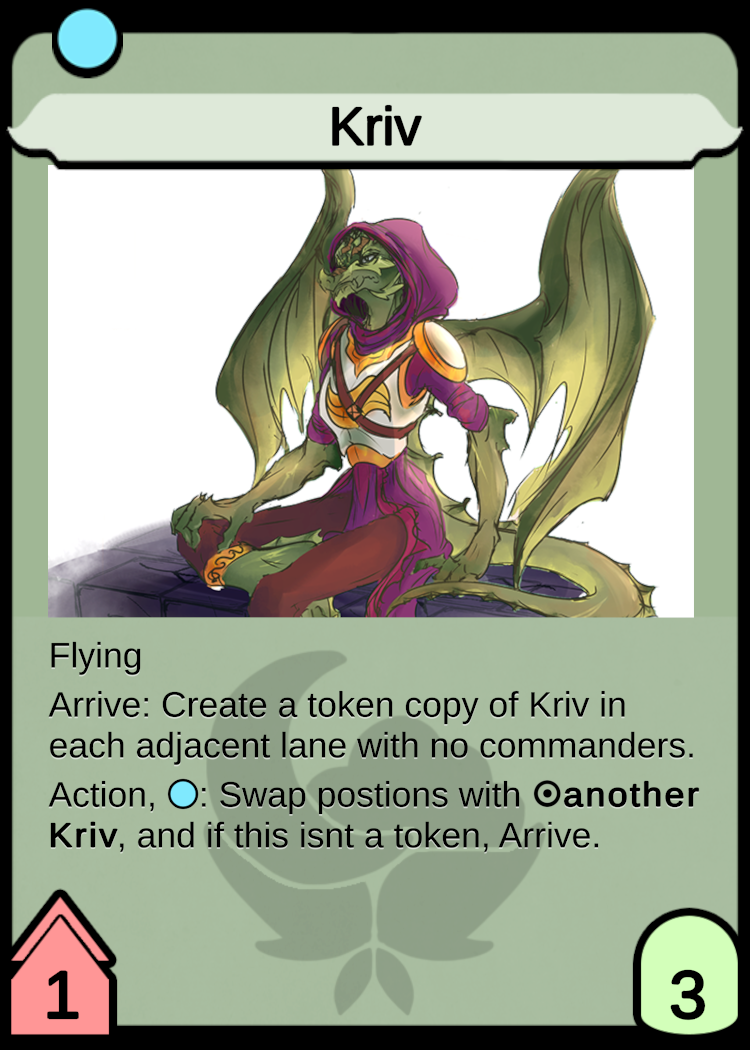 Kriv
Flying
Arrive: Create a token copy of Kriv in
each adjacent lane with no commanders.
Action, : Swap postions with another
Kriv, and if this isnt a token, Arrive.
1
3